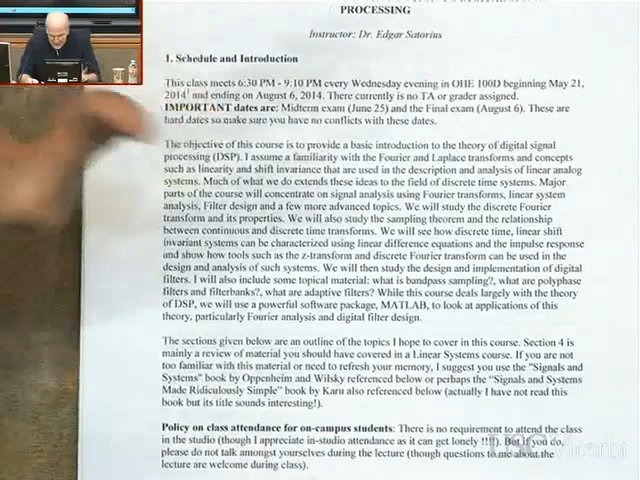 PROCESSING
Instructor: Dr. Edgar Satorius
1. Schedule and Introduction
This class meets 6:30 PM - 9:10 PM every Wednesday evening in OHE 100D beginning May 21,
2014 and ending on August 6, 2014. There currently is no TA or grader assigned.
IMPORTANT dates are: Midterm exam (June 25) and the Final exam (August 6). These are
hard dates so make sure you have no conflicts with these dates.
The objective of this course is to provide a basic introduction to the theory of digital signal
processing (DSP). I assume a familiarity with the Fourier and Laplace transforms and concepts
such as linearity and shift invariance that are used in the description and analysis of linear analog
systems. Much of what we do extends these ideas to the field of discrete time systems. Major
parts of the course will concentrate on signal analysis using Fourier transforms, linear system
analysis, Filter design and a few more advanced topics. We will study the discrete Fourier
transform and its properties. We will also study the sampling theorem and the relationship
between continuous and discrete time transforms. We will see how discrete time, linear shift
invariant systems can be characterized using linear difference equations and the impulse response
and show how tools such as the z-transform and discrete Fourier transform can be used in the
design and analysis of such systems. We will then study the design and implementation of digital
filters. I will also include some topical material: what is bandpass sampling?, what are polyphase
filters and filterbanks?, what are adaptive filters? While this course deals largely with the theory
of DSP, we will use a powerful software package, MATLAB, to look at applications of
this theory, particularly Fourier analysis and digital filter design.
The sections given below are an outline of the topics I hope to cover in this course. Section 4 is
mainly a review of material you should have covered in a Linear Systems course. If you are not
too familiar with this material or need to refresh your memory, I suggest you use the "Signals and
Systems" book by Oppenheim and Wilsky referenced below or perhaps the "Signals and Systems
Made Ridiculously Simple" book by Karu also referenced below (actually I have not read this
book but its title sounds interesting!).
Policy on class attendance for on-campus students: There is no requirement to attend the class
in the studio (though I appreciate in-studio attendance as it can get lonely !!!!). But if you do,
please do not talk amongst yourselves during the lecture (though questions to me about the
lecture are welcome during class).
USC Viterbi